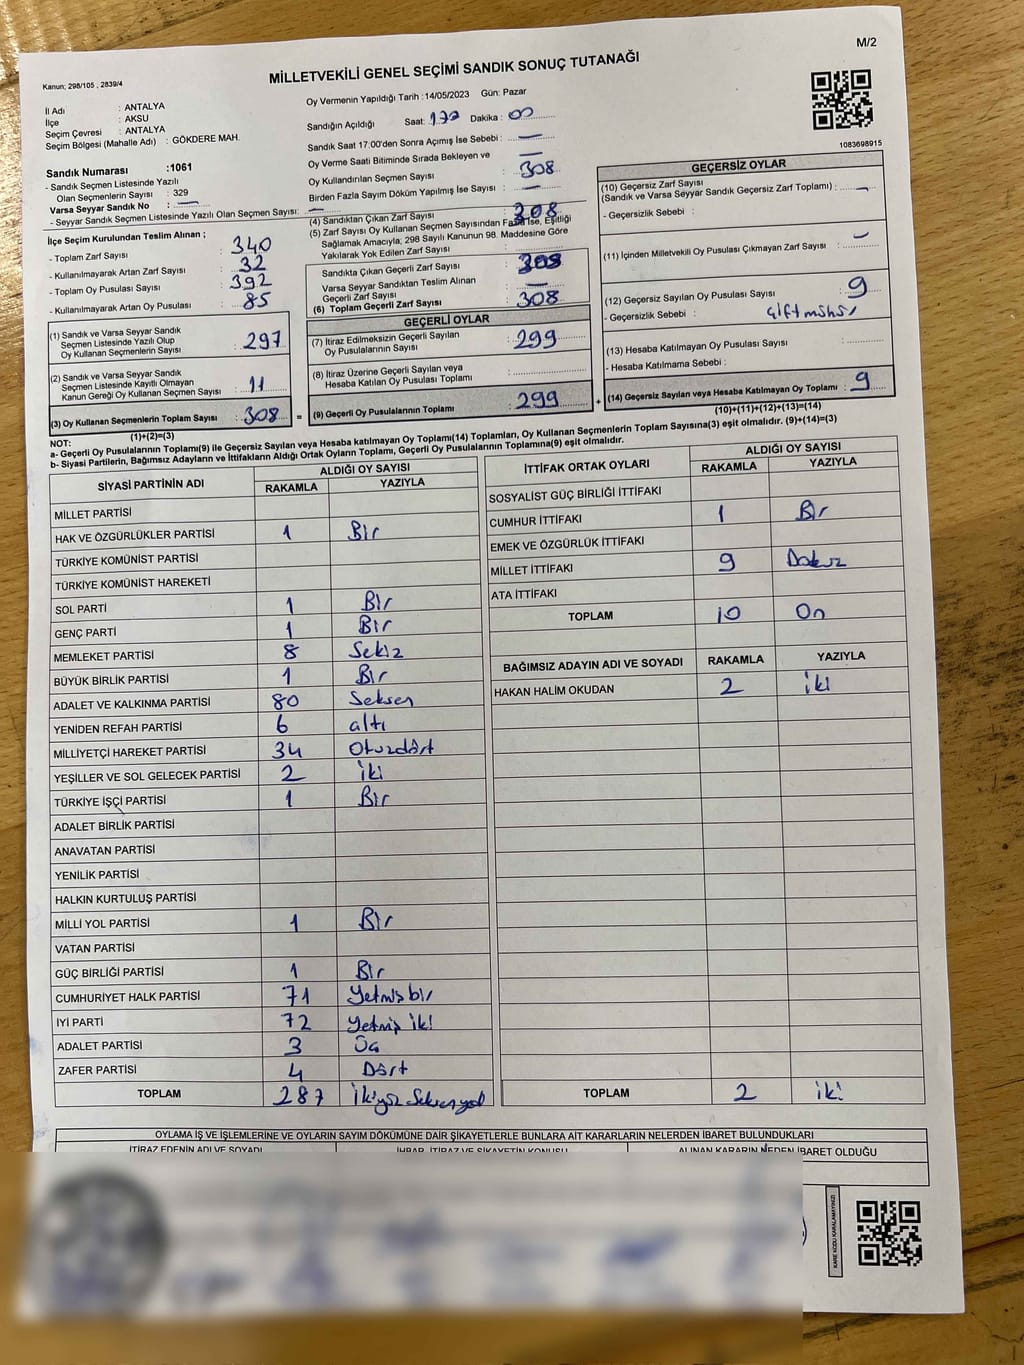 M/2
Kanun; 298/105 , 2839/4
MİLLETVEKİLİ GENEL SEÇİMİ SANDIK SONUÇ TUTANAĞI
İl Adı : ANTALYA
İlçe : AKSU
Seçim Çevresi : ANTALYA
Seçim Bölgesi (Mahalle Adı) : GÖKDERE MAH.
Sandık Numarası :1061
- Sandık Seçmen Listesinde Yazılı
Olan Seçmenlerin Sayısı : 329
Varsa Seyyar Sandık No : —
- Seyyar Sandık Seçmen Listesinde Yazılı Olan Seçmen Sayısı: —
Oy Vermenin Yapıldığı Tarih : 14/05/2023 Gün: Pazar
Sandığın Açıldığı Saat: Dakika : 00
Sandık Saat 17:00'den Sonra Açımış İse Sebebi : —
Oy Verme Saati Bitiminde Sırada Bekleyen ve
Oy Kullandırılan Seçmen Sayısı : 308
Birden Fazla Sayım Döküm Yapılmış İse Sayısı : —
(4) Sandıktan Çıkan Zarf Sayısı : 308
(5) Zarf Sayısı Oy Kullanan Seçmen Sayısından Fazla İse, Eşitliği
Sağlamak Amacıyla; 298 Sayılı Kanunun 98. Maddesine Göre
Yakılarak Yok Edilen Zarf Sayısı
1083698915
İlçe Seçim Kurulundan Teslim Alınan ;
- Toplam Zarf Sayısı : 340
- Kullanılmayarak Artan Zarf Sayısı : 32
- Toplam Oy Pusulası Sayısı : 392
- Kullanılmayarak Artan Oy Pusulası : 85
Sandıkta Çıkan Geçerli Zarf Sayısı : 308
Varsa Seyyar Sandıktan Teslim Alınan
Geçerli Zarf Sayısı : —
(6) Toplam Geçerli Zarf Sayısı : 308
(1) Sandık ve Varsa Seyyar Sandık
Seçmen Listesinde Yazılı Olup
Oy Kullanan Seçmenlerin Sayısı : 297
(2) Sandık ve Varsa Seyyar Sandık
Seçmen Listesinde Kayıtlı Olmayan
Kanun Gereği Oy Kullanan Seçmen Sayısı : 11
(3) Oy Kullanan Seçmenlerin Toplam Sayısı : 308 =
(1)+(2)=(3)
GEÇERLİ OYLAR
(7) İtiraz Edilmeksizin Geçerli Sayılan
Oy Pusulalarının Sayısı : 299
(8) İtiraz Üzerine Geçerli Sayılan veya
Hesaba Katılan Oy Pusulası Toplamı :
(9) Geçerli Oy Pusulalarının Toplamı : 299 +
GEÇERSİZ OYLAR
(10) Geçersiz Zarf Sayısı
(Sandık ve Varsa Seyyar Sandık Geçersiz Zarf Toplamı) : —
- Geçersizlik Sebebi :
(11) İçinden Milletvekili Oy Pusulası Çıkmayan Zarf Sayısı : —
(12) Geçersiz Sayılan Oy Pusulası Sayısı : 9
- Geçersizlik Sebebi :
(13) Hesaba Katılmayan Oy Pusulası Sayısı :
- Hesaba Katılmama Sebebi :
(14) Geçersiz Sayılan veya Hesaba Katılmayan Oy Toplamı : 9
(10)+(11)+(12)+(13)=(14)
NOT:
a- Geçerli Oy Pusulalarının Toplamı(9) ile Geçersiz Sayılan veya Hesaba katılmayan Oy Toplamı(14) Toplamları, Oy Kullanan Seçmenlerin Toplam Sayısına(3) eşit olmalıdır. (9)+(14)=(3)
b- Siyasi Partilerin, Bağımsız Adayların ve İttifakların Aldığı Ortak Oyların Toplamı, Geçerli Oy Pusulalarının Toplamına(9) eşit olmalıdır.
SİYASİ PARTİNİN ADI ALDIĞI OY SAYISI
RAKAMLA YAZIYLA
MİLLET PARTİSİ
HAK VE ÖZGÜRLÜKLER PARTİSİ 1 Bir
TÜRKİYE KOMÜNİST PARTİSİ
TÜRKİYE KOMÜNİST HAREKETİ
SOL PARTİ 1 Bir
GENÇ PARTİ 1 Bir
MEMLEKET PARTİSİ 8 Sekiz
BÜYÜK BİRLİK PARTİSİ 1 Bir
ADALET VE KALKINMA PARTİSİ 80 Seksen
YENİDEN REFAH PARTİSİ 6 altı
MİLLİYETÇİ HAREKET PARTİSİ 34 Otuzdört
YEŞİLLER VE SOL GELECEK PARTİSİ 2 iki
TÜRKİYE İŞÇİ PARTİSİ 1 Bir
ADALET BİRLİK PARTİSİ
ANAVATAN PARTİSİ
YENİLİK PARTİSİ
HALKIN KURTULUŞ PARTİSİ
MİLLİ YOL PARTİSİ 1 Bir
VATAN PARTİSİ
GÜÇ BİRLİĞİ PARTİSİ 1 Bir
CUMHURİYET HALK PARTİSİ 71 Yetmiş bir
İYİ PARTİ 72 Yetmiş iki
ADALET PARTİSİ 3 Üç
ZAFER PARTİSİ 4 Dört
TOPLAM 287 ikiyüz Seksenyedi
İTTİFAK ORTAK OYLARI ALDIĞI OY SAYISI
RAKAMLA YAZIYLA
SOSYALİST GÜÇ BİRLİĞİ İTTİFAKI
CUMHUR İTTİFAKI 1 Bir
EMEK VE ÖZGÜRLÜK İTTİFAKI
MİLLET İTTİFAKI 9 Dokuz
ATA İTTİFAKI
TOPLAM 10 On
BAĞIMSIZ ADAYIN ADI VE SOYADI RAKAMLA YAZIYLA
HAKAN HALİM OKUDAN 2 iki
TOPLAM 2 iki
OYLAMA İŞ VE İŞLEMLERİNE VE OYLARIN SAYIM DÖKÜMÜNE DAİR ŞİKAYETLERLE BUNLARA AİT KARARLARIN NELERDEN İBARET BULUNDUKLARI
İTİRAZ EDENİN ADI VE SOYADI İHBAR, İTİRAZ VE ŞİKAYETİN KONUSU ALINAN KARARIN NEDEN İBARET OLDUĞU
KARE KODU KARALAMAYINIZ!